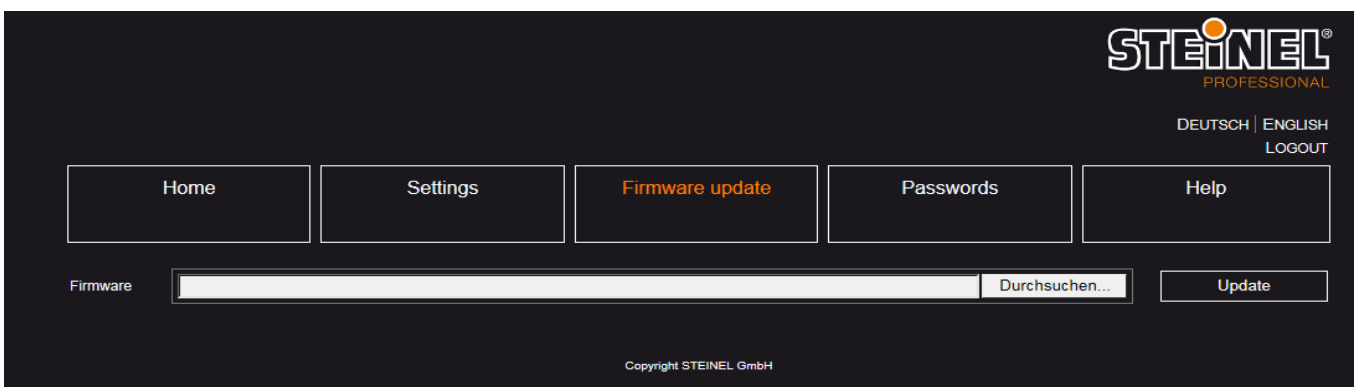 STEINEL®
PROFESSIONAL
DEUTSCH | ENGLISH
LOGOUT
Home Settings Firmware update Passwords Help
Firmware Durchsuchen... Update
Copyright STEINEL GmbH